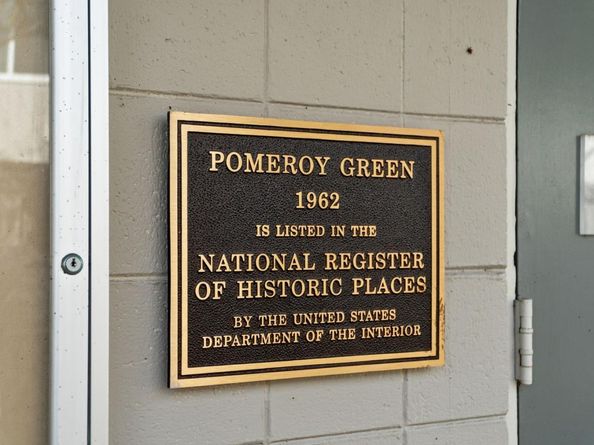 POMEROY GREEN
1962
IS LISTED IN THE
NATIONAL REGISTER
OF HISTORIC PLACES
BY THE UNITED STATES
DEPARTMENT OF THE INTERIOR